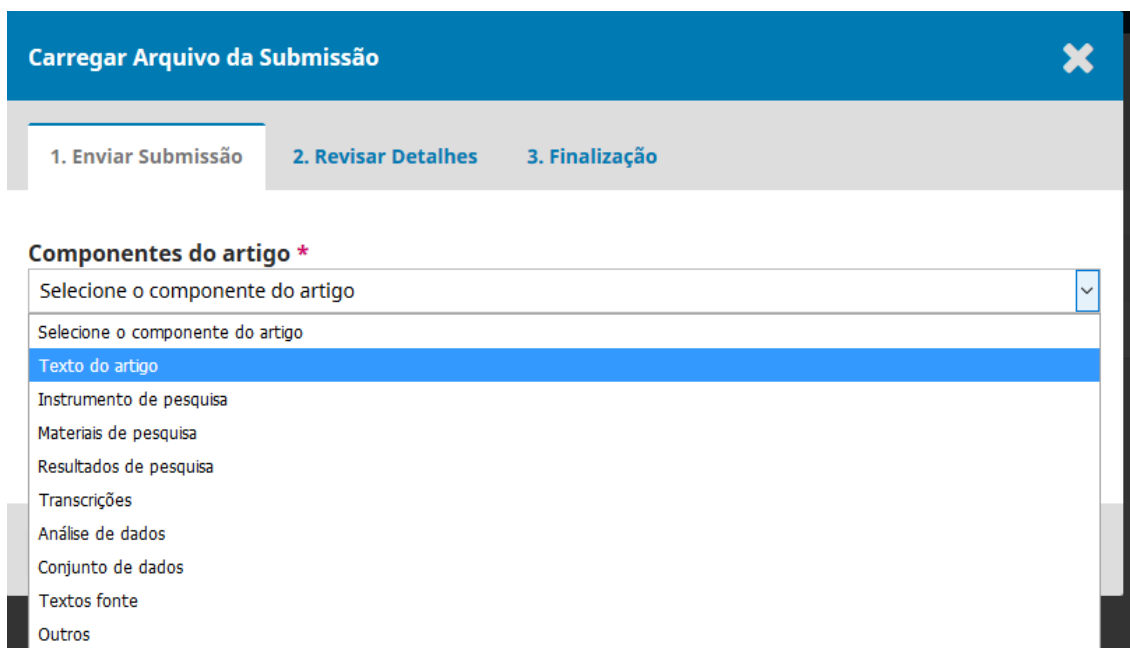 Carregar Arquivo da Submissão
1. Enviar Submissão 2. Revisar Detalhes 3. Finalização
Componentes do artigo *
Selecione o componente do artigo
Selecione o componente do artigo
Texto do artigo
Instrumento de pesquisa
Materiais de pesquisa
Resultados de pesquisa
Transcrições
Análise de dados
Conjunto de dados
Textos fonte
Outros